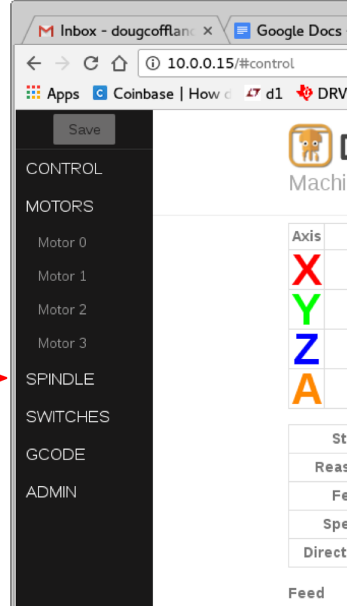 Inbox - dougcofflan
Google Docs
10.0.0.15/#control
Apps
Coinbase | How d
d1
DRV
Save
CONTROL
MOTORS
Motor 0
Motor 1
Motor 2
Motor 3
SPINDLE
SWITCHES
GCODE
ADMIN
Machi
Axis
X
Y
Z
A
St
Reas
Fe
Spe
Direct
Feed